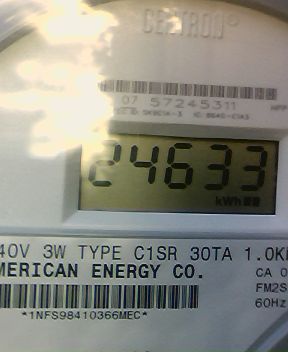 CELLTRON
07 57245311
24633
kWh
40V 3W TYPE C1SR 30TA 1.0K
MERICAN ENERGY CO.
CA 0
FM2S
60Hz
*1NFS98410366MEC*